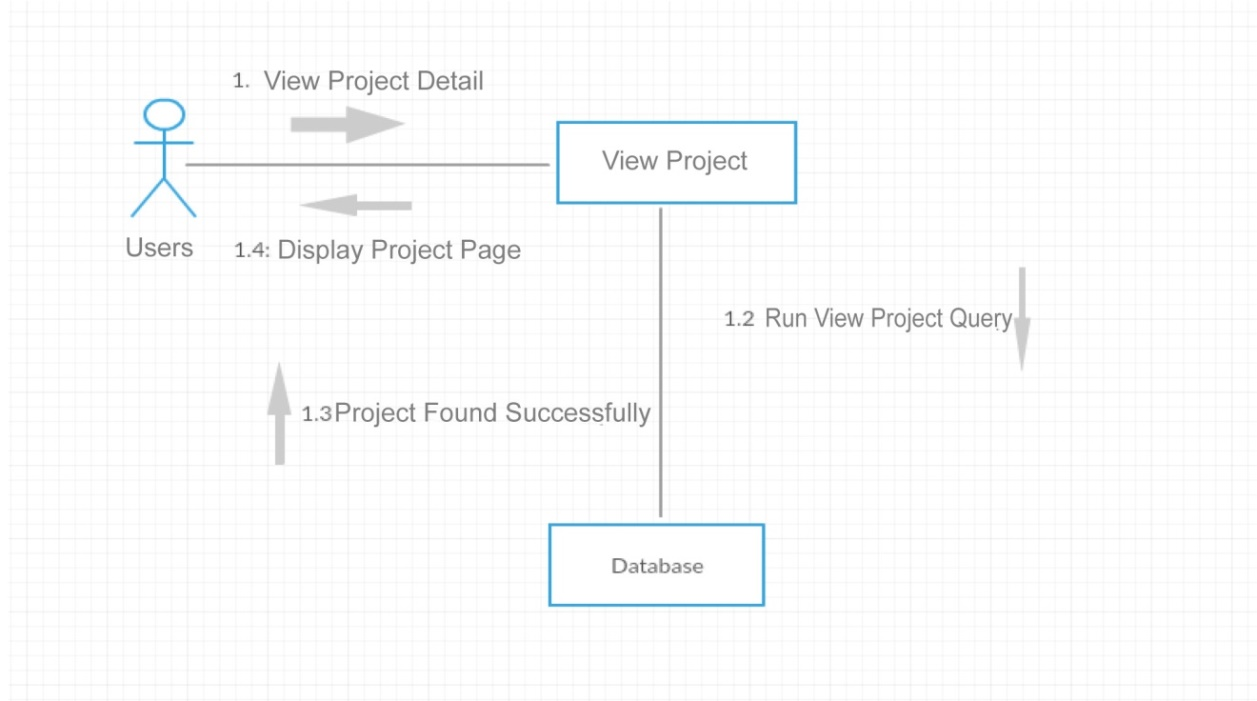 1. View Project Detail
View Project
Users
1.4: Display Project Page
1.2 Run View Project Query
1.3Project Found Successfully
Database